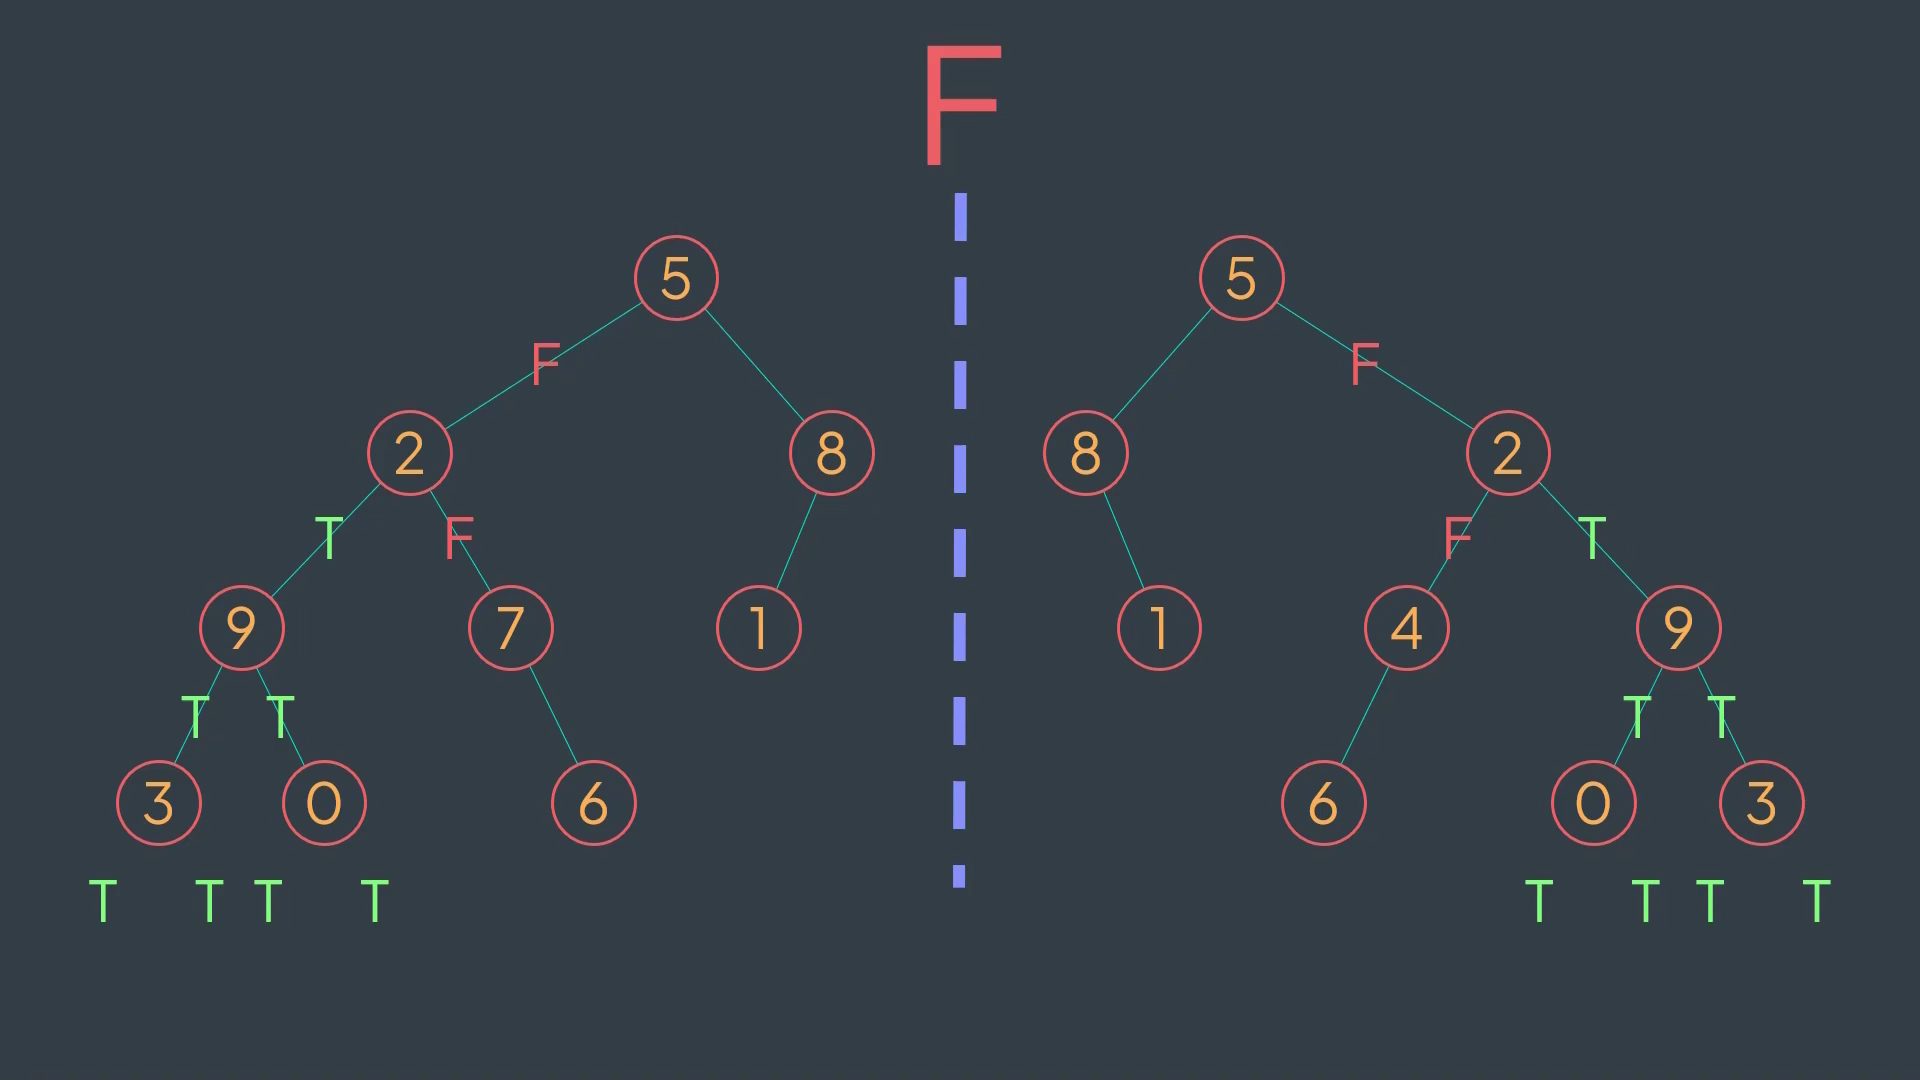 F
5 5
F F
2 8 8 2
T F F T
9 7 1 1 4 9
T T T T
3 0 6 6 0 3
T T T T T T T T